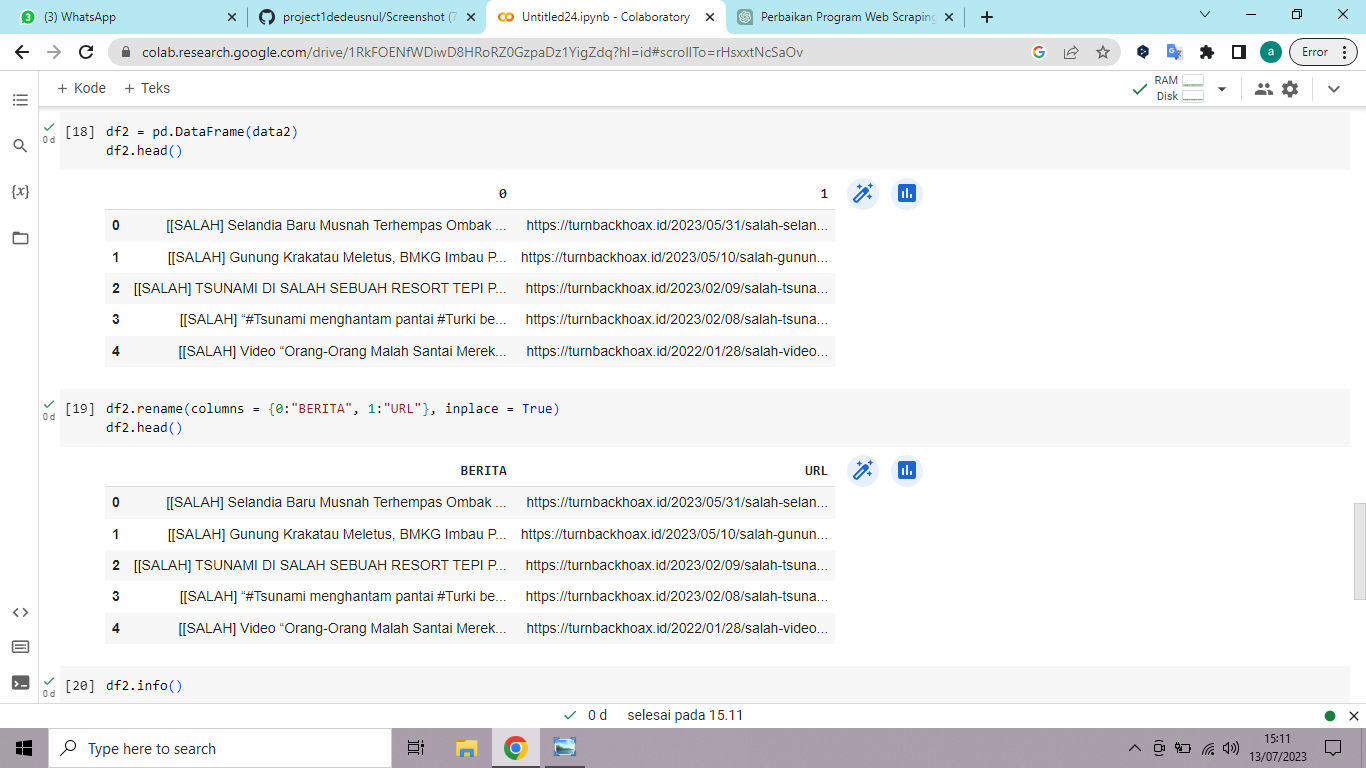 (3) WhatsApp
project1dedeusnul/Screenshot (7
Untitled24.ipynb - Colaboratory
Perbaikan Program Web Scraping
colab.research.google.com/drive/1RkFOENfWDiwD8HRoRZ0GzpaDz1YigZdq?hl=id#scrollTo=rHsxxtNcSaOv
a
Error
+ Kode
+ Teks
RAM
Disk
[18] df2 = pd.DataFrame(data2)
0 d
df2.head()
0 1
0 [[SALAH] Selandia Baru Musnah Terhempas Ombak ... https://turnbackhoax.id/2023/05/31/salah-selan...
1 [[SALAH] Gunung Krakatau Meletus, BMKG Imbau P... https://turnbackhoax.id/2023/05/10/salah-gunun...
2 [[SALAH] TSUNAMI DI SALAH SEBUAH RESORT TEPI P... https://turnbackhoax.id/2023/02/09/salah-tsuna...
3 [[SALAH] “#Tsunami menghantam pantai #Turki be... https://turnbackhoax.id/2023/02/08/salah-tsuna...
4 [[SALAH] Video “Orang-Orang Malah Santai Merek... https://turnbackhoax.id/2022/01/28/salah-video...
[19] df2.rename(columns = {0:"BERITA", 1:"URL"}, inplace = True)
0 d
df2.head()
BERITA URL
0 [[SALAH] Selandia Baru Musnah Terhempas Ombak ... https://turnbackhoax.id/2023/05/31/salah-selan...
1 [[SALAH] Gunung Krakatau Meletus, BMKG Imbau P... https://turnbackhoax.id/2023/05/10/salah-gunun...
2 [[SALAH] TSUNAMI DI SALAH SEBUAH RESORT TEPI P... https://turnbackhoax.id/2023/02/09/salah-tsuna...
3 [[SALAH] “#Tsunami menghantam pantai #Turki be... https://turnbackhoax.id/2023/02/08/salah-tsuna...
4 [[SALAH] Video “Orang-Orang Malah Santai Merek... https://turnbackhoax.id/2022/01/28/salah-video...
[20] df2.info()
0 d
0 d selesai pada 15.11
Type here to search
15:11
13/07/2023